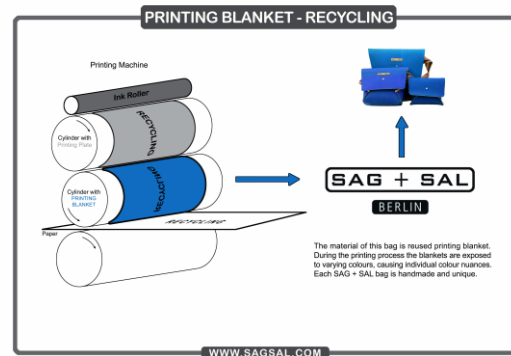 PRINTING BLANKET - RECYCLING
Printing Machine
Ink Roller
RECYCLING
Cylinder with
Printing Plate
Cylinder with
PRINTING
BLANKET
RECYCLING
RECYCLING
Paper
SAG + SAL
BERLIN
The material of this bag is reused printing blanket.
During the printing process the blankets are exposed
to varying colours, causing individual colour nuances.
Each SAG + SAL bag is handmade and unique.
WWW.SAGSAL.COM